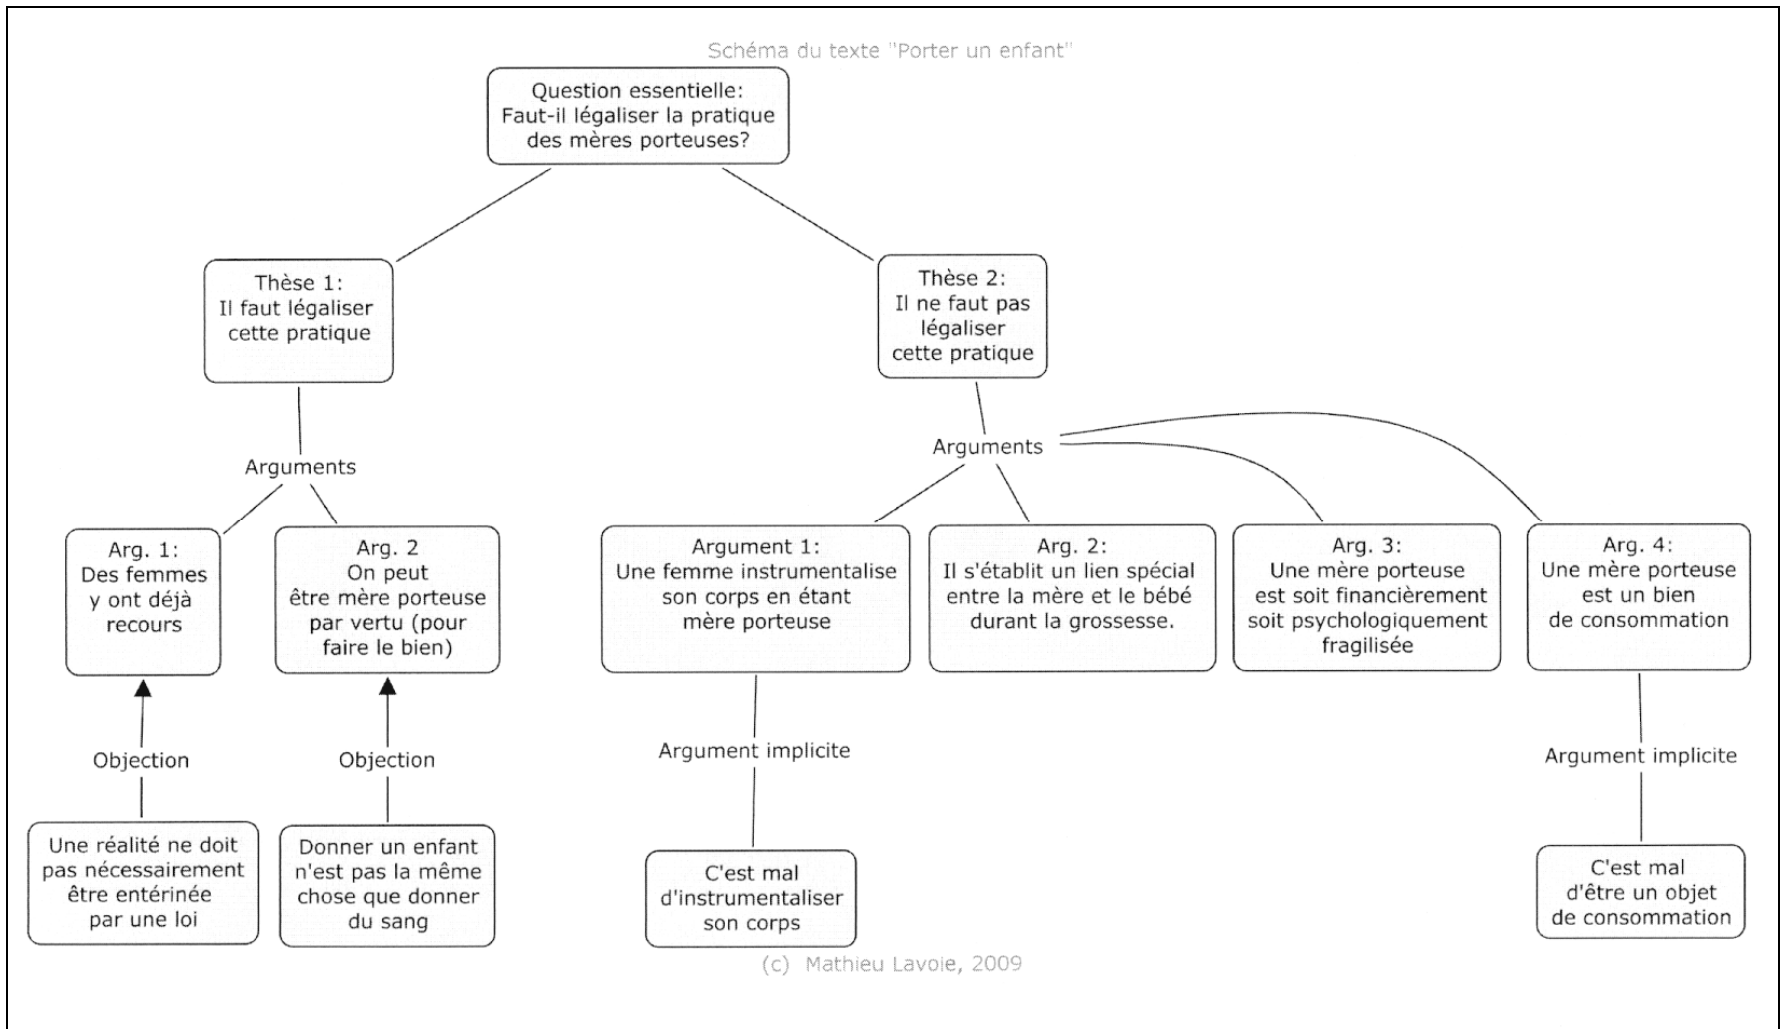 Schéma du texte "Porter un enfant"
Question essentielle:
Faut-il légaliser la pratique
des mères porteuses?
Thèse 1:
Il faut légaliser
cette pratique
Thèse 2:
Il ne faut pas
légaliser
cette pratique
Arguments
Arguments
Arg. 1:
Des femmes
y ont déjà
recours
Arg. 2
On peut
être mère porteuse
par vertu (pour
faire le bien)
Argument 1:
Une femme instrumentalise
son corps en étant
mère porteuse
Arg. 2:
Il s'établit un lien spécial
entre la mère et le bébé
durant la grossesse.
Arg. 3:
Une mère porteuse
est soit financièrement
soit psychologiquement
fragilisée
Arg. 4:
Une mère porteuse
est un bien
de consommation
Objection
Objection
Argument implicite
Argument implicite
Une réalité ne doit
pas nécessairement
être entérinée
par une loi
Donner un enfant
n'est pas la même
chose que donner
du sang
C'est mal
d'instrumentaliser
son corps
C'est mal
d'être un objet
de consommation
(c) Mathieu Lavoie, 2009